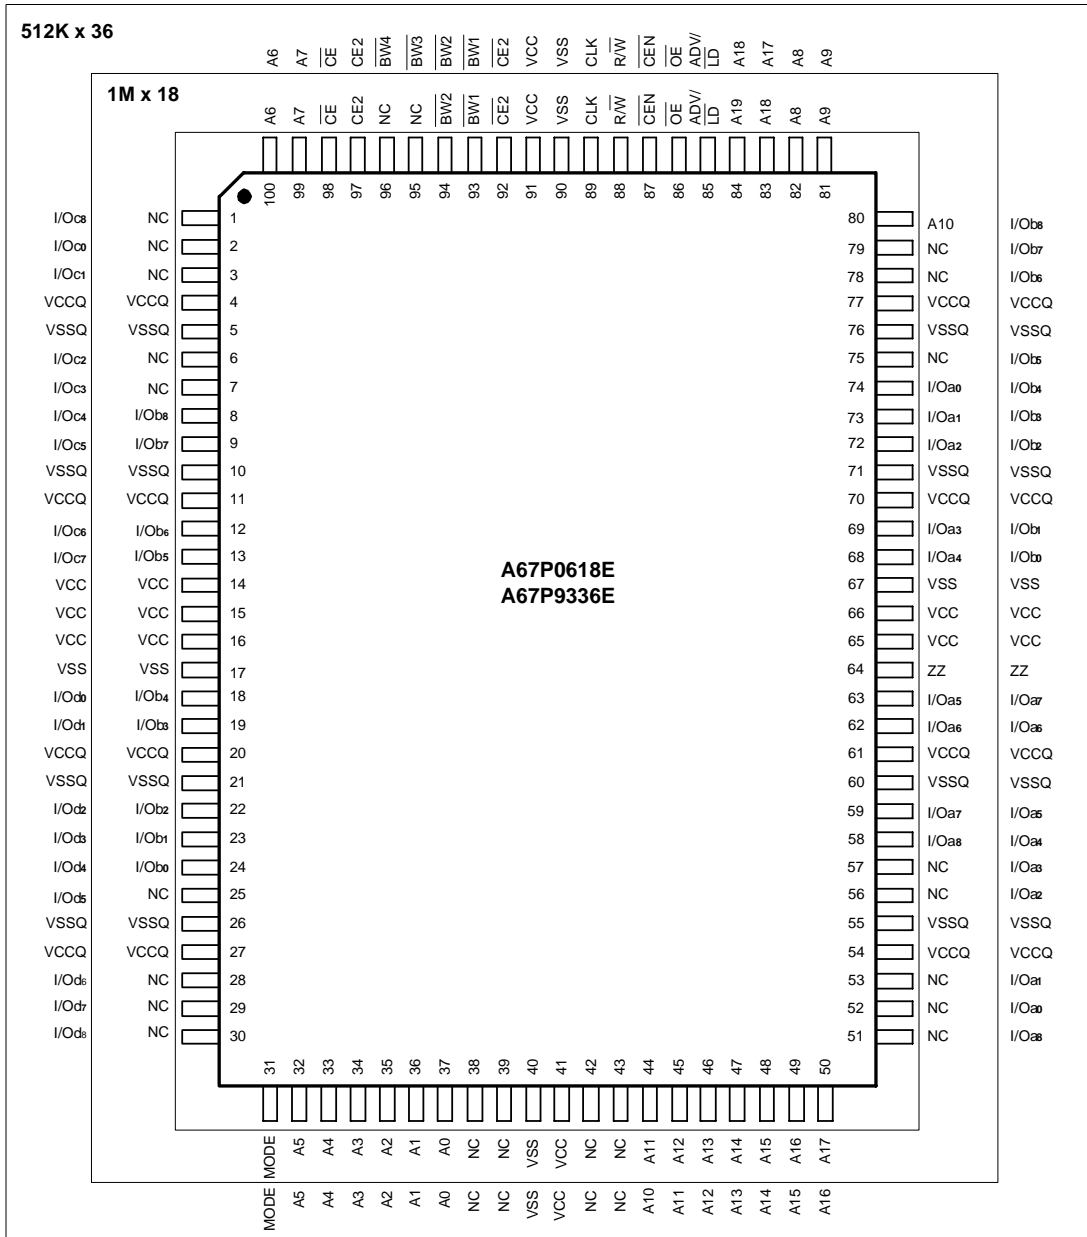 512K x 36
A6 A7 CE CE2 BW4 BW3 BW2 BW1 CE2 VCC VSS CLK R/W CEN OE ADV/LD A18 A17 A8 A9
1M x 18
A6 A7 CE CE2 NC NC BW2 BW1 CE2 VCC VSS CLK R/W CEN OE ADV/LD A19 A18 A8 A9
100 99 98 97 96 95 94 93 92 91 90 89 88 87 86 85 84 83 82 81
I/Oc8 NC 1 80 A10 I/Ob8
I/Oc0 NC 2 79 NC I/Ob7
I/Oc1 NC 3 78 NC I/Ob6
VCCQ VCCQ 4 77 VCCQ VCCQ
VSSQ VSSQ 5 76 VSSQ VSSQ
I/Oc2 NC 6 75 NC I/Ob5
I/Oc3 NC 7 74 I/Oa0 I/Ob4
I/Oc4 I/Ob8 8 73 I/Oa1 I/Ob3
I/Oc5 I/Ob7 9 72 I/Oa2 I/Ob2
VSSQ VSSQ 10 71 VSSQ VSSQ
VCCQ VCCQ 11 70 VCCQ VCCQ
I/Oc6 I/Ob6 12 69 I/Oa3 I/Ob1
I/Oc7 I/Ob5 13 68 I/Oa4 I/Ob0
A67P0618E
A67P9336E
VCC VCC 14 67 VSS VSS
VCC VCC 15 66 VCC VCC
VCC VCC 16 65 VCC VCC
VSS VSS 17 64 ZZ ZZ
I/Od0 I/Ob4 18 63 I/Oa5 I/Oa7
I/Od1 I/Ob3 19 62 I/Oa6 I/Oa6
VCCQ VCCQ 20 61 VCCQ VCCQ
VSSQ VSSQ 21 60 VSSQ VSSQ
I/Od2 I/Ob2 22 59 I/Oa7 I/Oa5
I/Od3 I/Ob1 23 58 I/Oa8 I/Oa4
I/Od4 I/Ob0 24 57 NC I/Oa3
I/Od5 NC 25 56 NC I/Oa2
VSSQ VSSQ 26 55 VSSQ VSSQ
VCCQ VCCQ 27 54 VCCQ VCCQ
I/Od6 NC 28 53 NC I/Oa1
I/Od7 NC 29 52 NC I/Oa0
I/Od8 NC 30 51 NC I/Oa8
31 32 33 34 35 36 37 38 39 40 41 42 43 44 45 46 47 48 49 50
MODE A5 A4 A3 A2 A1 A0 NC NC VSS VCC NC NC A11 A12 A13 A14 A15 A16 A17
MODE A5 A4 A3 A2 A1 A0 NC NC VSS VCC NC NC A10 A11 A12 A13 A14 A15 A16